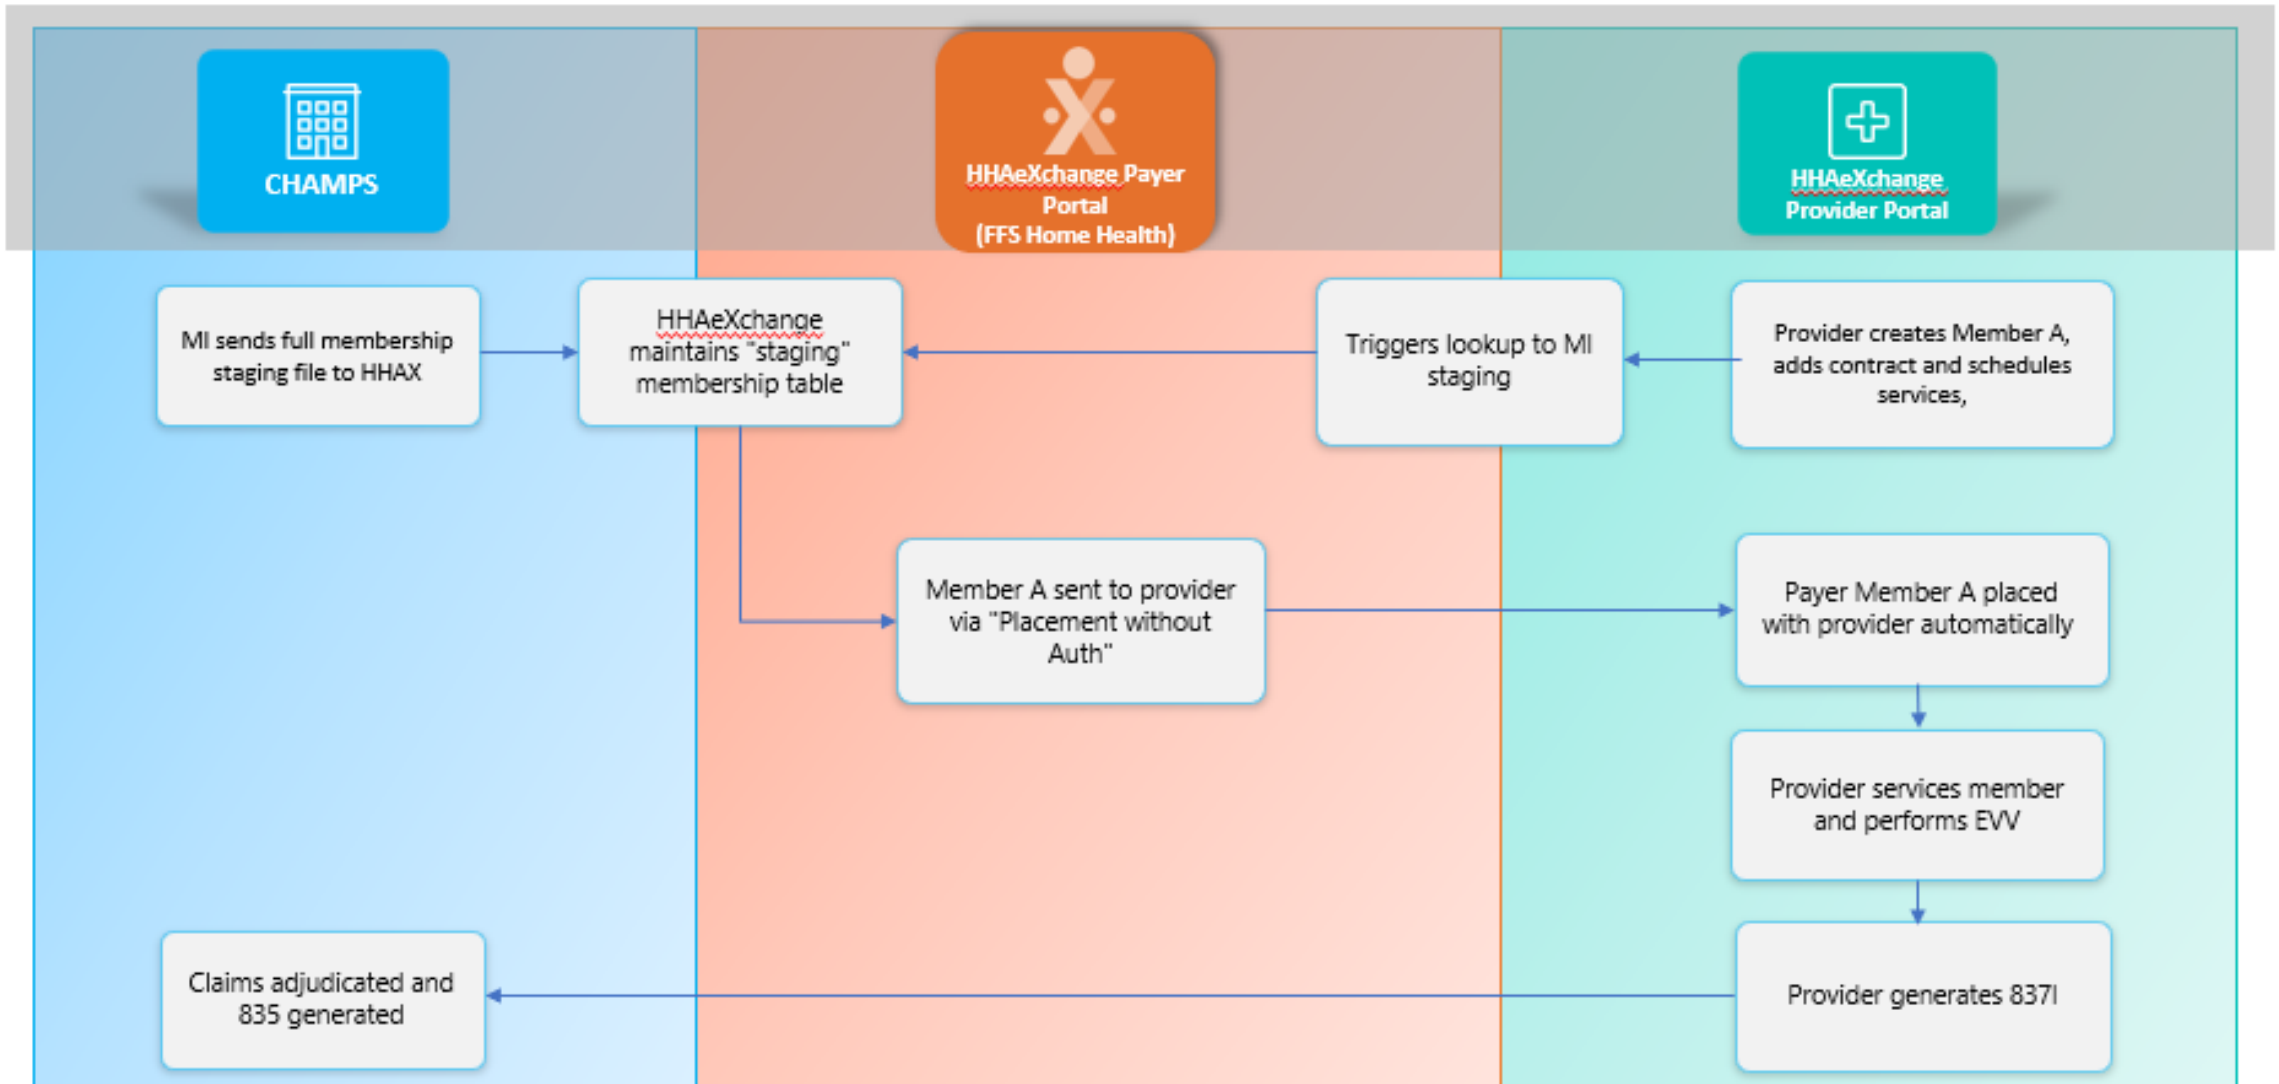 CHAMPS
HHAeXchange Payer
Portal
(FFS Home Health)
HHAeXchange
Provider Portal
MI sends full membership
staging file to HHAX
HHAeXchange
maintains "staging"
membership table
Triggers lookup to MI
staging
Provider creates Member A,
adds contract and schedules
services,
Member A sent to provider
via "Placement without
Auth"
Payer Member A placed
with provider automatically
Provider services member
and performs EVV
Claims adjudicated and
835 generated
Provider generates 837I